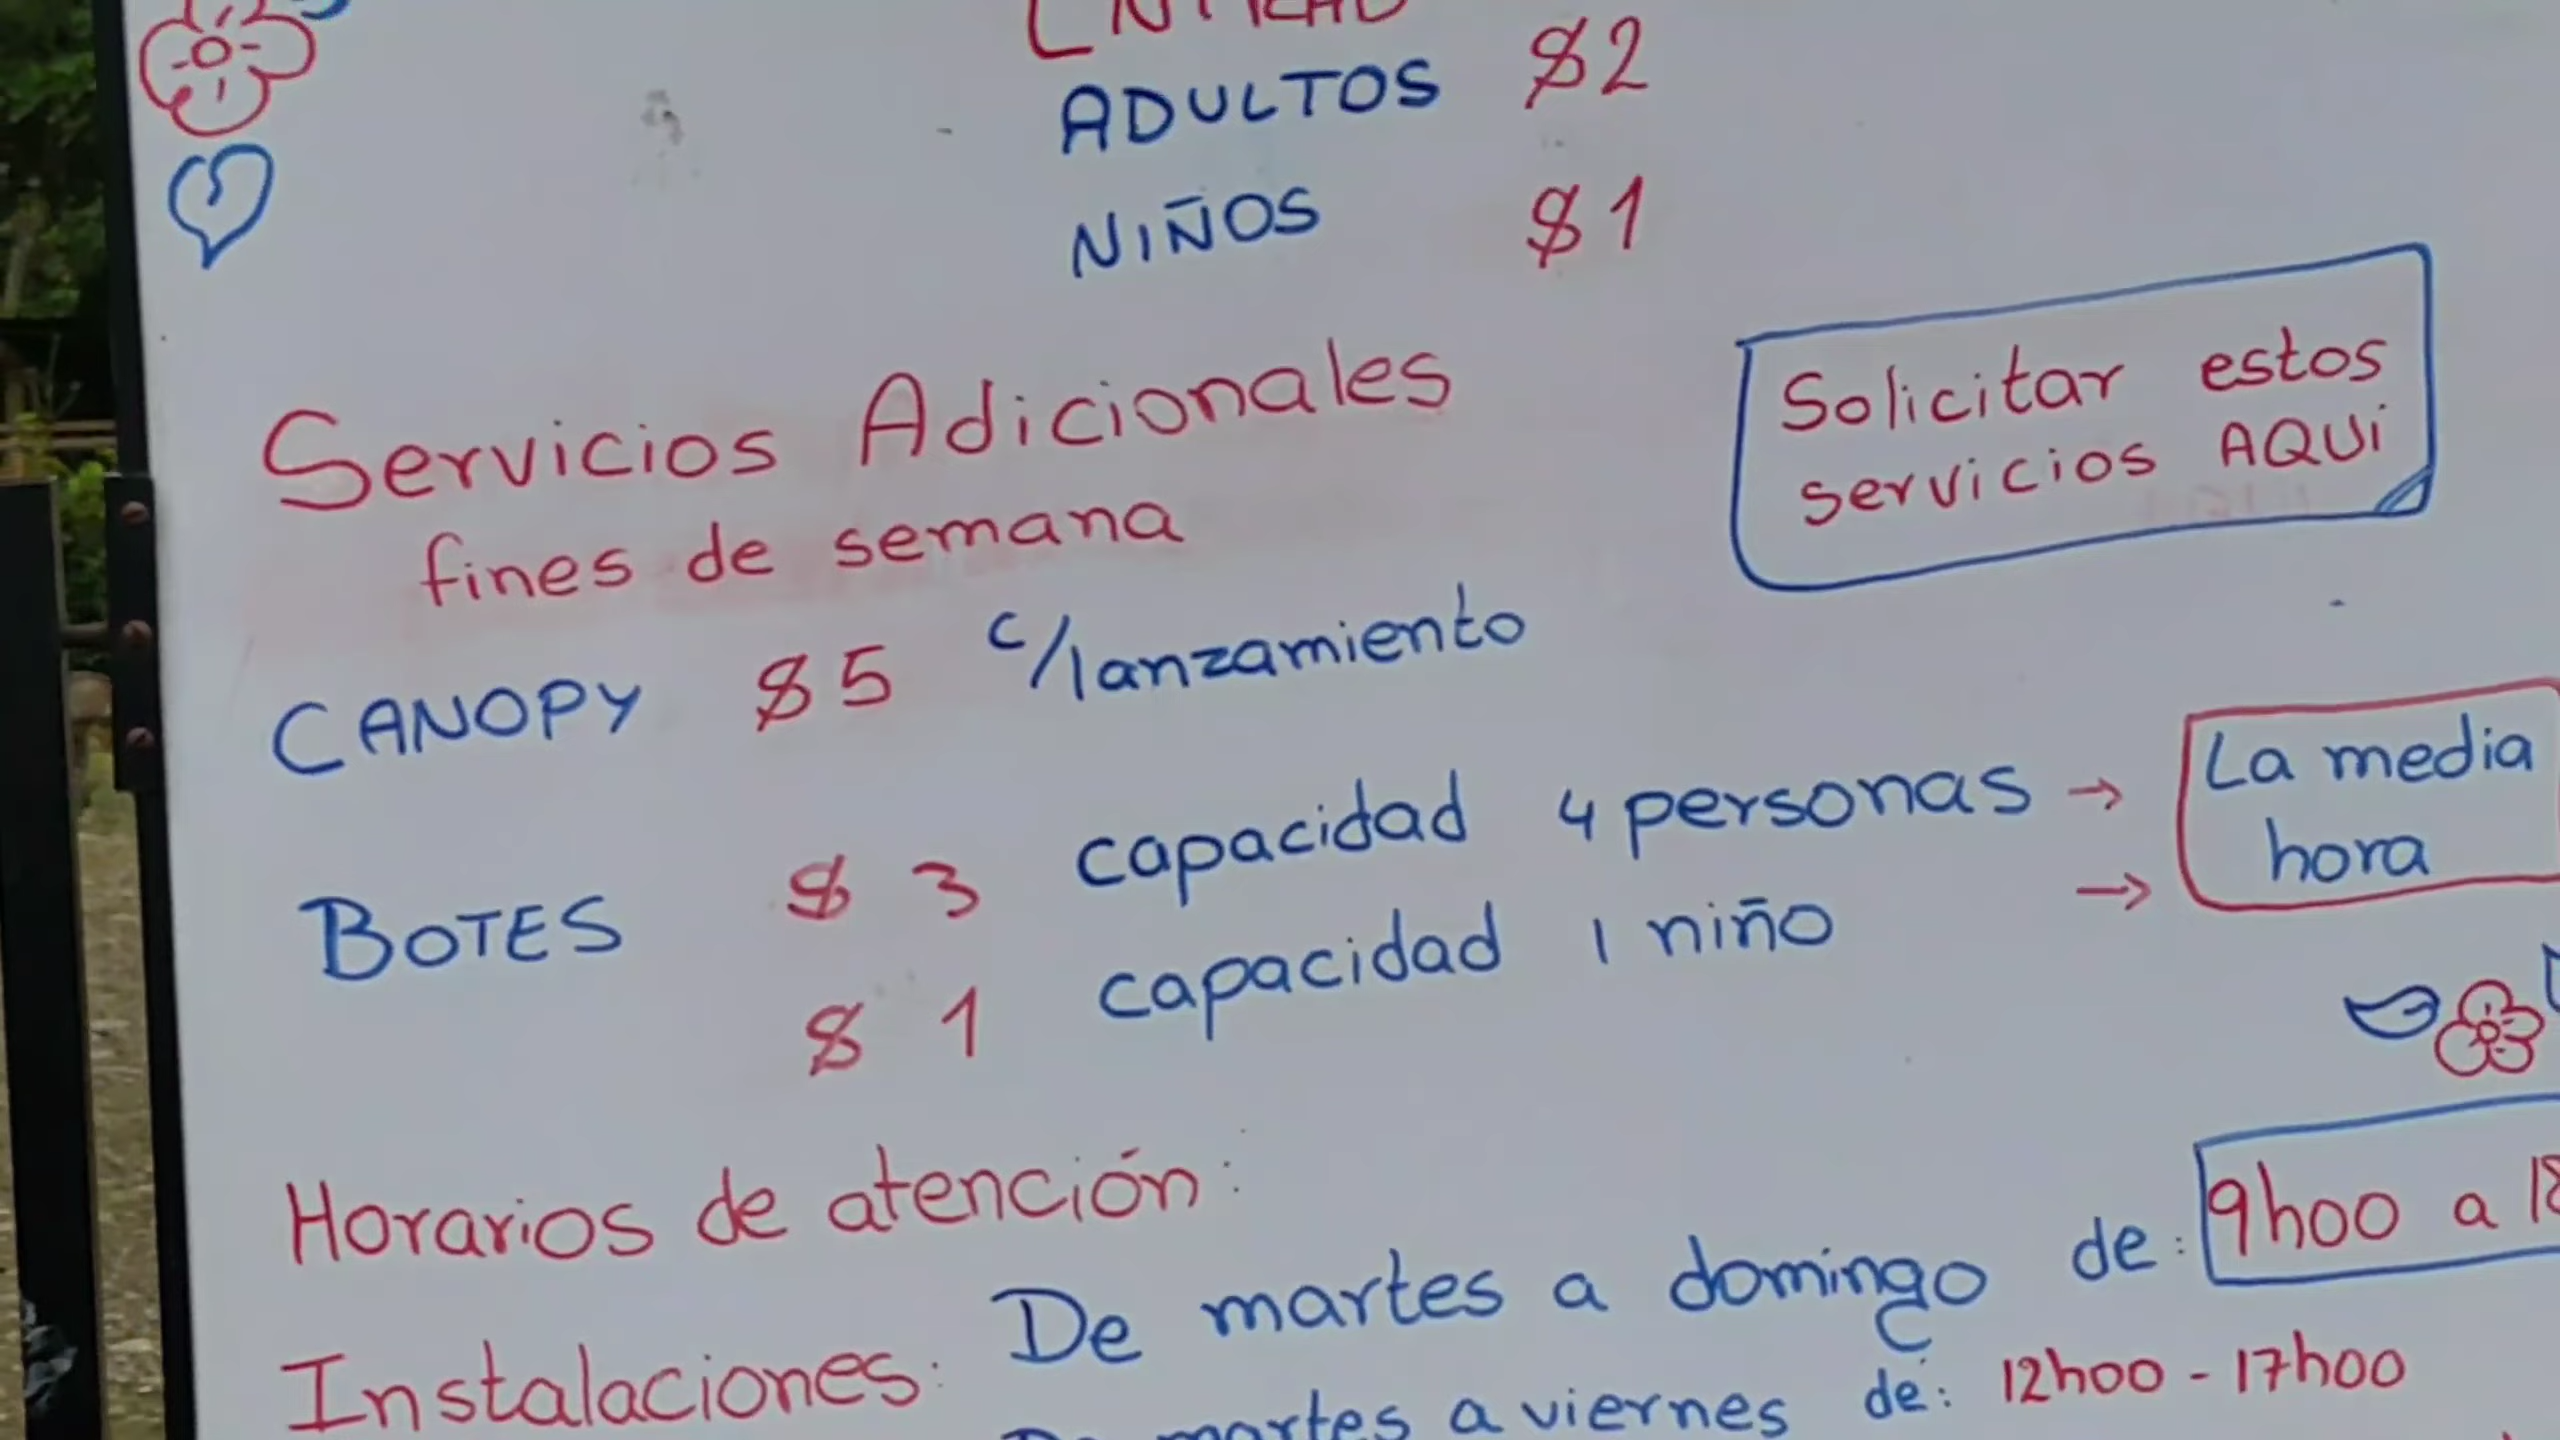 ADULTOS $2
NIÑOS $1
Servicios Adicionales
fines de semana
Solicitar estos
servicios AQUI
CANOPY $5 c/lanzamiento
BOTES $ 3 capacidad 4 personas →
$ 1 capacidad 1 niño →
La media
hora
Horarios de atención:
Instalaciones: De martes a domingo de: 9h00 a
martes a viernes de: 12h00 - 17h00